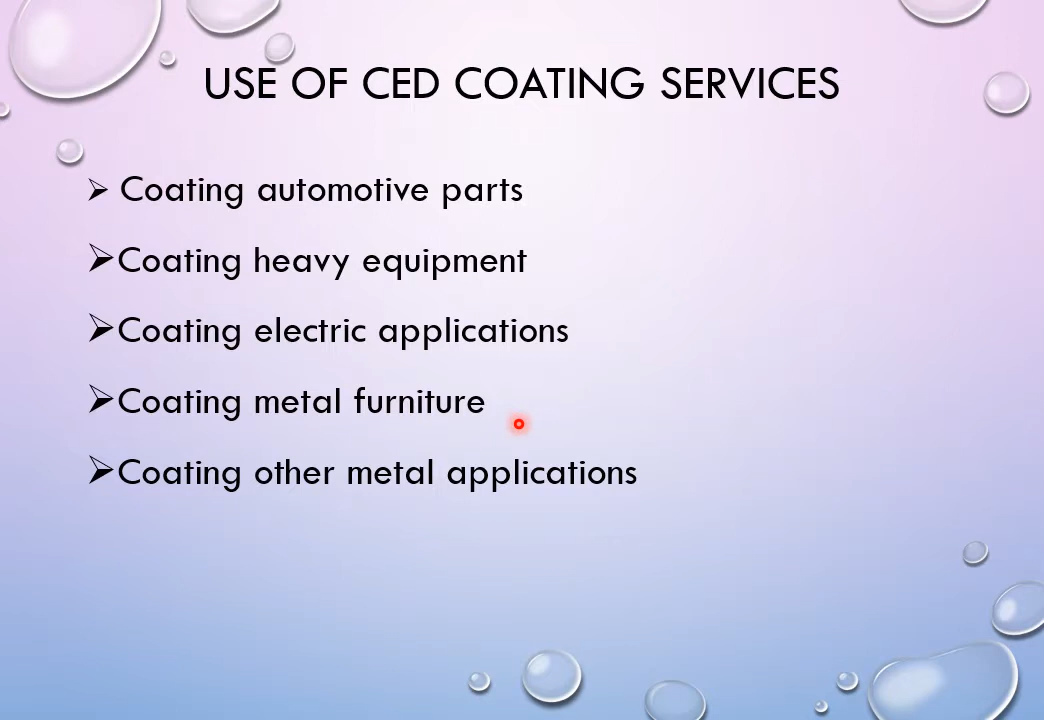 USE OF CED COATING SERVICES
➢ Coating automotive parts
➢Coating heavy equipment
➢Coating electric applications
➢Coating metal furniture
➢Coating other metal applications